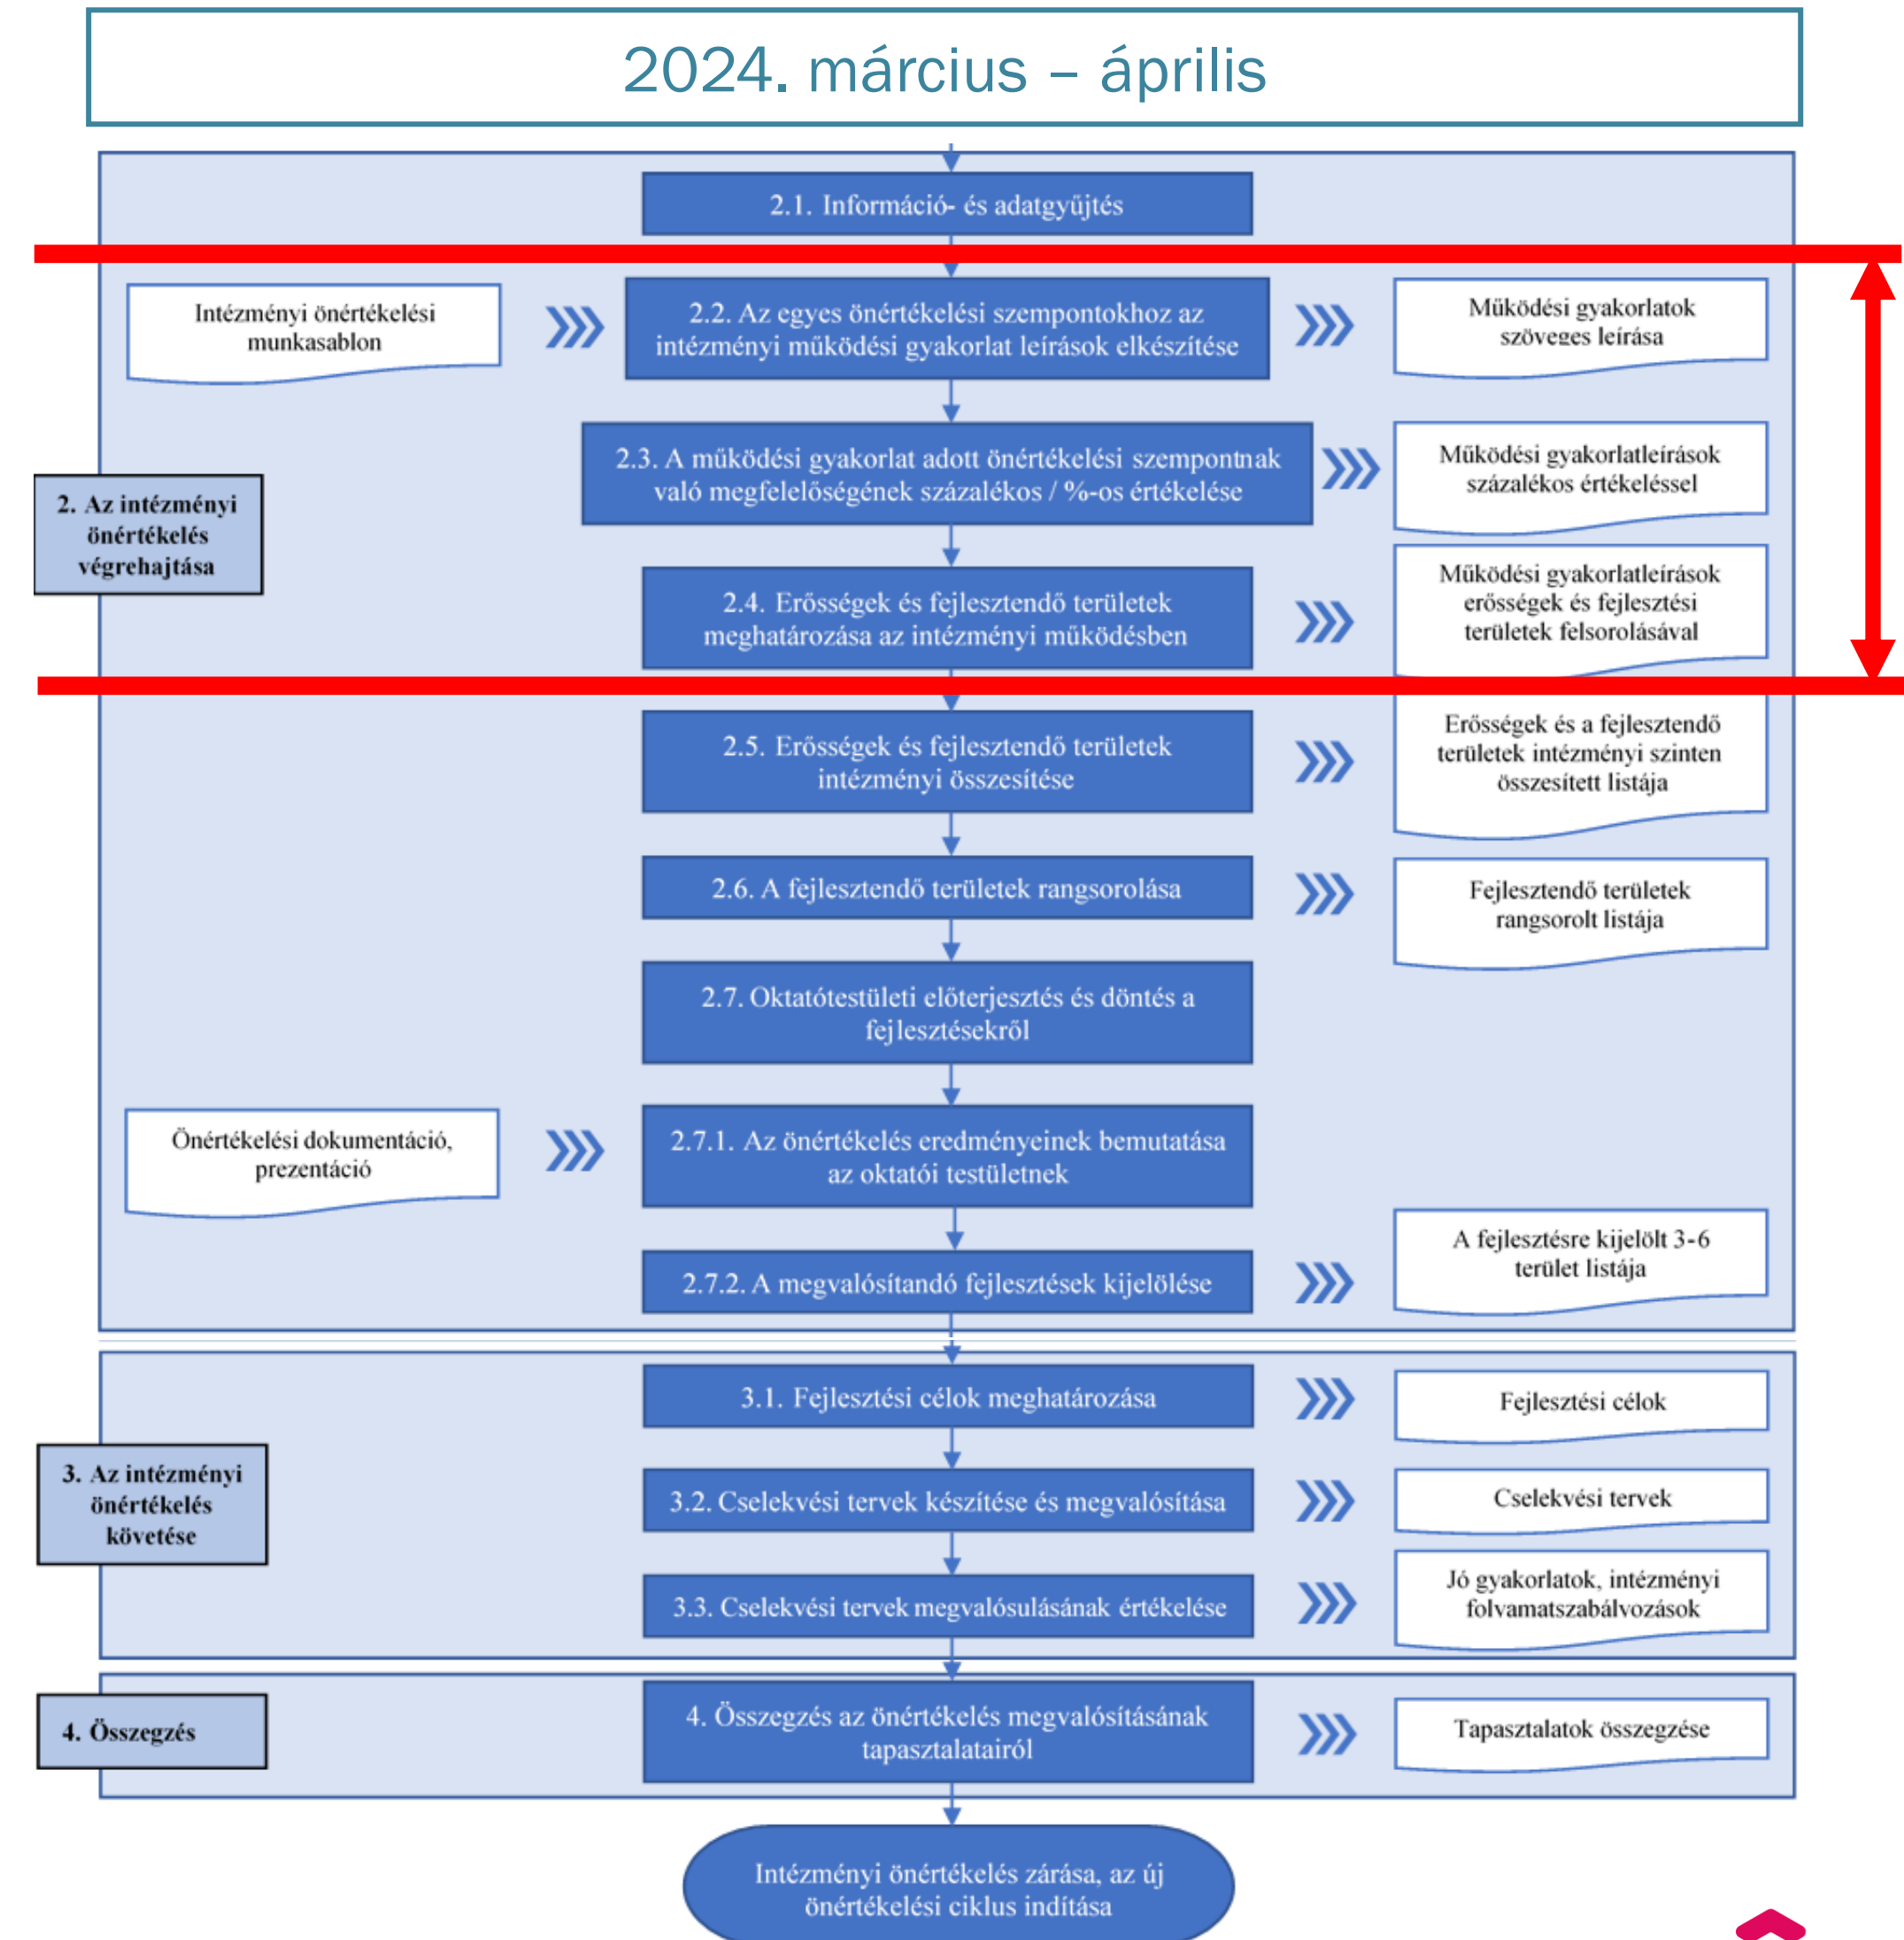 2024. március – április
2.1. Információ- és adatgyűjtés
Intézményi önértékelési
munkasablon
2.2. Az egyes önértékelési szempontokhoz az
intézményi működési gyakorlat leírások elkészítése
Működési gyakorlatok
szöveges leírása
2.3. A működési gyakorlat adott önértékelési szempontnak
való megfelelőségének százalékos / %-os értékelése
Működési gyakorlatleírások
százalékos értékeléssel
2. Az intézményi
önértékelés
végrehajtása
2.4. Erősségek és fejlesztendő területek
meghatározása az intézményi működésben
Működési gyakorlatleírások
erősségek és fejlesztési
területek felsorolásával
2.5. Erősségek és fejlesztendő területek
intézményi összesítése
Erősségek és a fejlesztendő
területek intézményi szinten
összesített listája
2.6. A fejlesztendő területek rangsorolása
Fejlesztendő területek
rangsorolt listája
2.7. Oktatótestületi előterjesztés és döntés a
fejlesztésekről
Önértékelési dokumentáció,
prezentáció
2.7.1. Az önértékelés eredményeinek bemutatása
az oktatói testületnek
2.7.2. A megvalósítandó fejlesztések kijelölése
A fejlesztésre kijelölt 3-6
terület listája
3.1. Fejlesztési célok meghatározása
Fejlesztési célok
3. Az intézményi
önértékelés
követése
3.2. Cselekvési tervek készítése és megvalósítása
Cselekvési tervek
3.3. Cselekvési tervek megvalósulásának értékelése
Jó gyakorlatok, intézményi
folyamatszabályozások
4. Összegzés
4. Összegzés az önértékelés megvalósításának
tapasztalatairól
Tapasztalatok összegzése
Intézményi önértékelés zárása, az új
önértékelési ciklus indítása